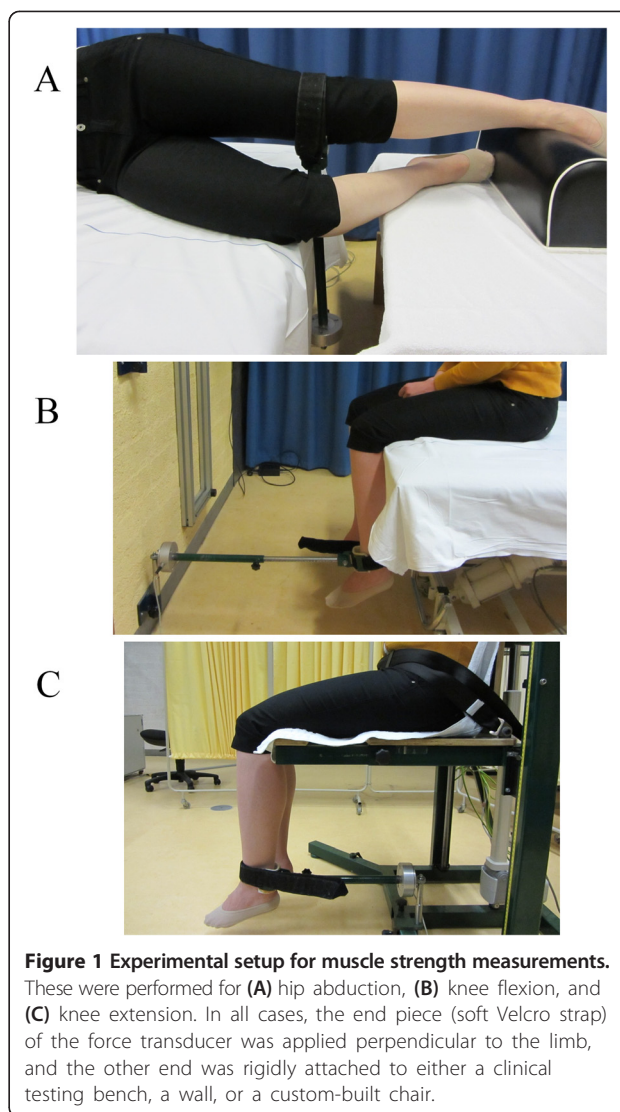 A
B
C
Figure 1 Experimental setup for muscle strength measurements.
These were performed for (A) hip abduction, (B) knee flexion, and
(C) knee extension. In all cases, the end piece (soft Velcro strap)
of the force transducer was applied perpendicular to the limb,
and the other end was rigidly attached to either a clinical
testing bench, a wall, or a custom-built chair.